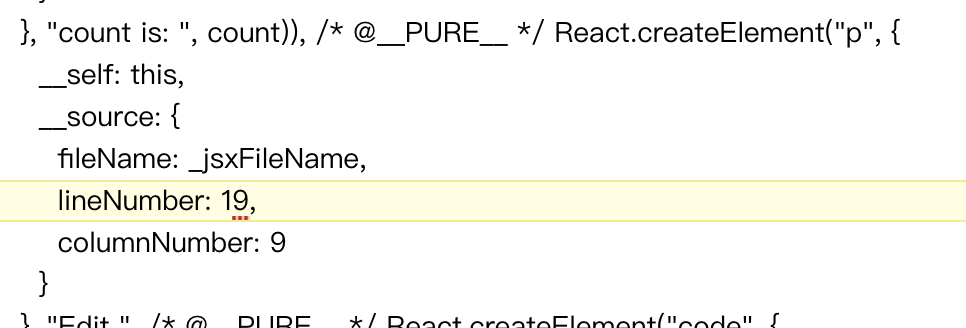 }, "count is: ", count)), /* @__PURE__ */ React.createElement("p", {
__self: this,
__source: {
fileName: _jsxFileName,
lineNumber: 19,
columnNumber: 9
}
}, "Edit ", /* @__PURE__ */ React.createElement("code", {